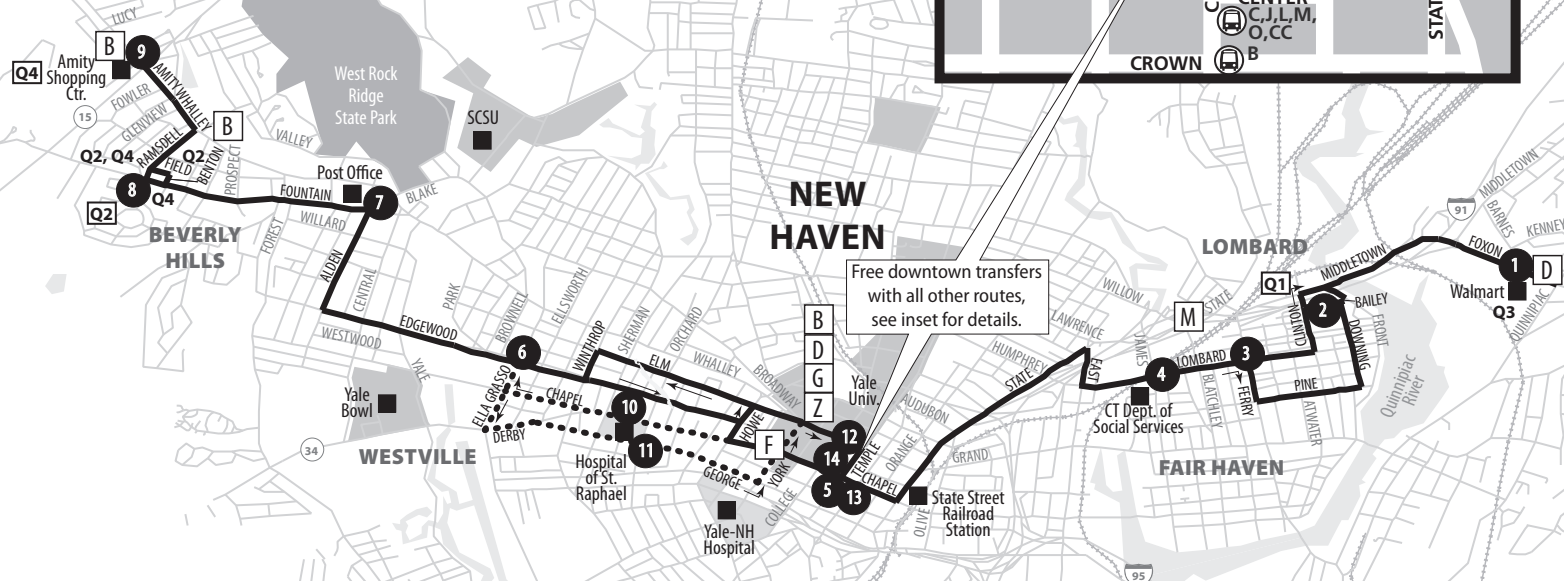 C
CENTER
C,J,L,M,
O,CC
B
CROWN
LUCY
B
9
Q4
Amity
Shopping
Ctr.
AMITY
WHALLEY
FOWLER
15
GLENVIEW
RAMSDELL
B
Q2, Q4
Q2
FIELD
BENTON
PROSPECT
VALLEY
8
Q4
Q2
BEVERLY
HILLS
West Rock
Ridge
State Park
SCSU
Post Office
FOUNTAIN
7
BLAKE
WILLARD
FOREST
ALDEN
CENTRAL
WESTWOOD
PARK
EDGEWOOD
BROWNELL
ELLSWORTH
6
WINTHROP
SHERMAN
ORCHARD
ELM
WHALLEY
BROADWAY
YALE
Yale
Bowl
ELLA GRASSO
CHAPEL
DERBY
34
WESTVILLE
10
11
Hospital
of St.
Raphael
HOWE
F
GEORGE
YORK
COLLEGE
Yale-NH
Hospital
NEW
HAVEN
Free downtown transfers
with all other routes,
see inset for details.
B
D
G
Z
Yale
Univ.
AUDUBON
12
14
5
13
TEMPLE
CHAPEL
ORANGE
GRAND
OLIVE
State Street
Railroad
Station
STATE
HUMPHREY
LAWRENCE
WILLOW
STATE
M
EAST
JAMES
4
LOMBARD
3
CT Dept. of
Social Services
BLATCHLEY
FERRY
PINE
ATWATER
FAIR HAVEN
LOMBARD
Q1
CLINTON
2
BAILEY
DOWNING
FRONT
Quinnipiac
River
MIDDLETOWN
91
MIDDLETOWN
BARNES
KENNEY
FOXON
1
D
Walmart
Q3
95